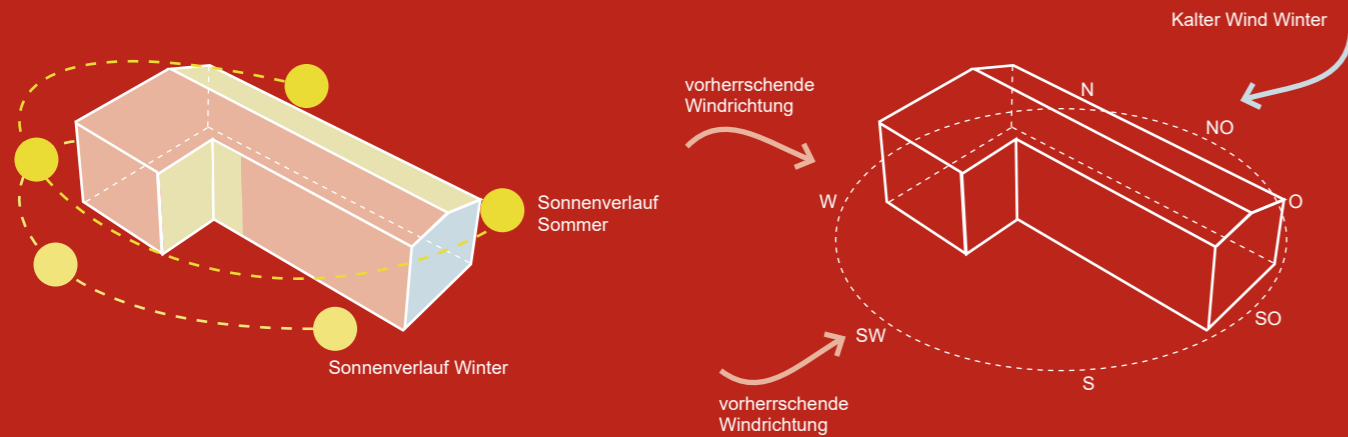 Kalter Wind Winter
vorherrschende
Windrichtung
N
NO
W
O
Sonnenverlauf
Sommer
SO
SW
Sonnenverlauf Winter
S
vorherrschende
Windrichtung